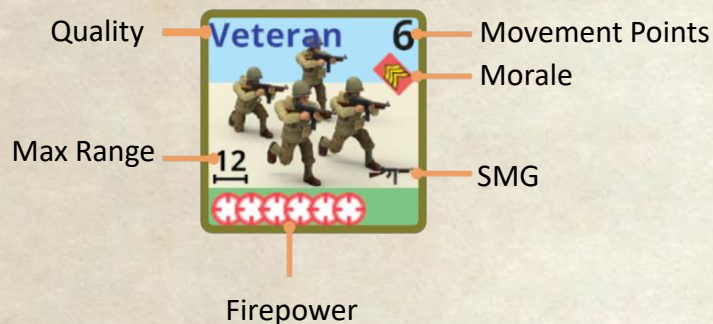 Quality
Veteran
6
Movement Points
Morale
Max Range
12
SMG
Firepower